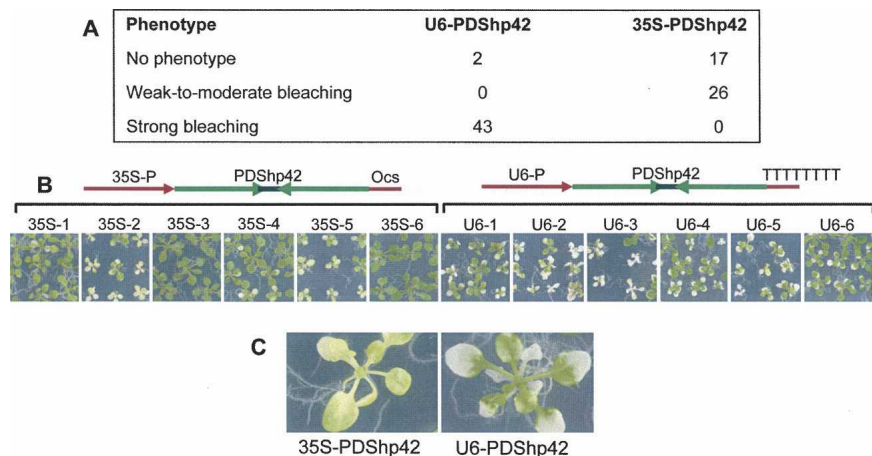 A
Phenotype U6-PDShp42 35S-PDShp42
No phenotype 2 17
Weak-to-moderate bleaching 0 26
Strong bleaching 43 0
B
35S-P PDShp42 Ocs
U6-P PDShp42 TTTTTTTT
35S-1 35S-2 35S-3 35S-4 35S-5 35S-6 U6-1 U6-2 U6-3 U6-4 U6-5 U6-6
C
35S-PDShp42 U6-PDShp42